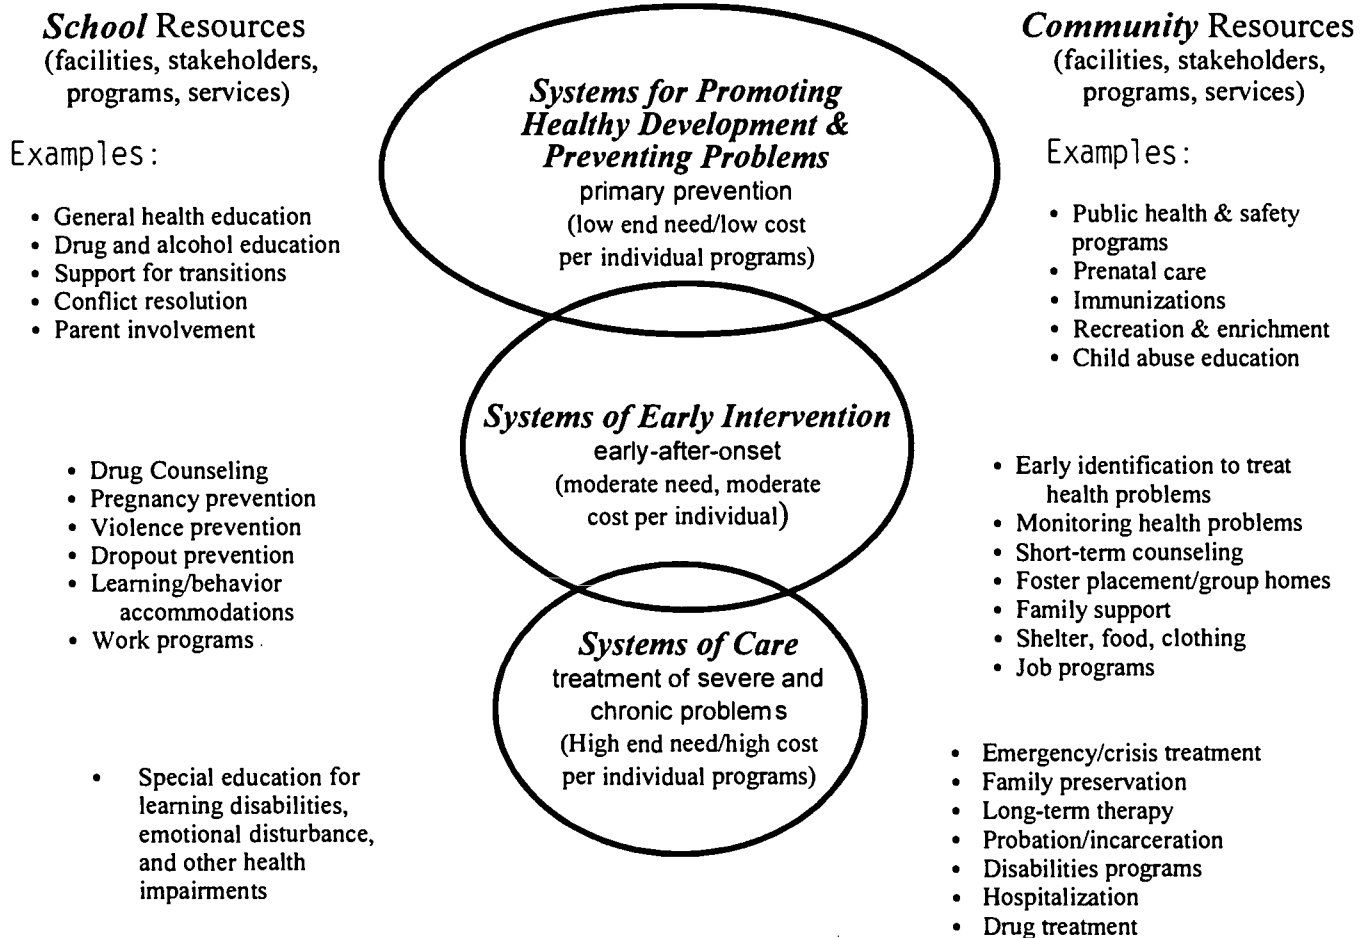 School Resources
(facilities, stakeholders,
programs, services)
Examples:
• General health education
• Drug and alcohol education
• Support for transitions
• Conflict resolution
• Parent involvement
• Drug Counseling
• Pregnancy prevention
• Violence prevention
• Dropout prevention
• Learning/behavior
accommodations
• Work programs
• Special education for
learning disabilities,
emotional disturbance,
and other health
impairments
Systems for Promoting
Healthy Development &
Preventing Problems
primary prevention
(low end need/low cost
per individual programs)
Systems of Early Intervention
early-after-onset
(moderate need, moderate
cost per individual)
Systems of Care
treatment of severe and
chronic problems
(High end need/high cost
per individual programs)
Community Resources
(facilities, stakeholders,
programs, services)
Examples:
• Public health & safety
programs
• Prenatal care
• Immunizations
• Recreation & enrichment
• Child abuse education
• Early identification to treat
health problems
• Monitoring health problems
• Short-term counseling
• Foster placement/group homes
• Family support
• Shelter, food, clothing
• Job programs
• Emergency/crisis treatment
• Family preservation
• Long-term therapy
• Probation/incarceration
• Disabilities programs
• Hospitalization
• Drug treatment